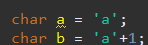 char a = 'a';
char b = 'a'+1;